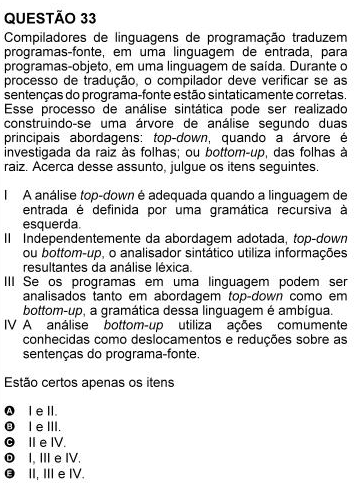 QUESTÃO 33
Compiladores de linguagens de programação traduzem
programas-fonte, em uma linguagem de entrada, para
programas-objeto, em uma linguagem de saída. Durante o
processo de tradução, o compilador deve verificar se as
sentenças do programa-fonte estão sintaticamente corretas.
Esse processo de análise sintática pode ser realizado
construindo-se uma árvore de análise segundo duas
principais abordagens: top-down, quando a árvore é
investigada da raiz às folhas; ou bottom-up, das folhas à
raiz. Acerca desse assunto, julgue os itens seguintes.
I A análise top-down é adequada quando a linguagem de
entrada é definida por uma gramática recursiva à
esquerda.
II Independentemente da abordagem adotada, top-down
ou bottom-up, o analisador sintático utiliza informações
resultantes da análise léxica.
III Se os programas em uma linguagem podem ser
analisados tanto em abordagem top-down como em
bottom-up, a gramática dessa linguagem é ambígua.
IV A análise bottom-up utiliza ações comumente
conhecidas como deslocamentos e reduções sobre as
sentenças do programa-fonte.
Estão certos apenas os itens
A I e II.
B I e III.
C II e IV.
D I, III e IV.
E II, III e IV.